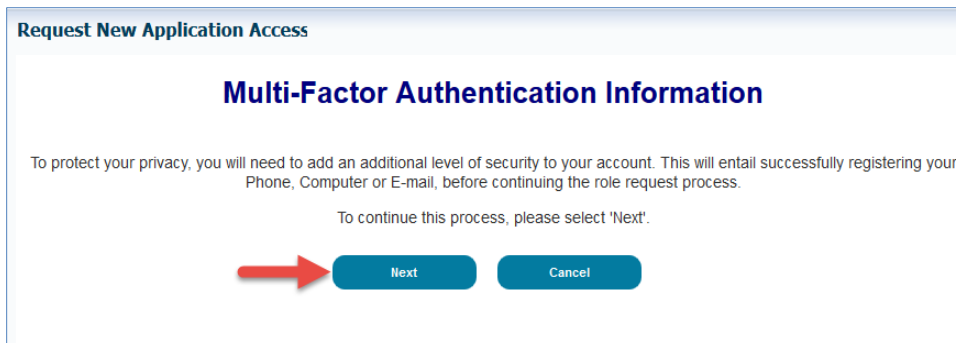 Request New Application Access
Multi-Factor Authentication Information
To protect your privacy, you will need to add an additional level of security to your account. This will entail successfully registering your
Phone, Computer or E-mail, before continuing the role request process.
To continue this process, please select 'Next'.
Next
Cancel